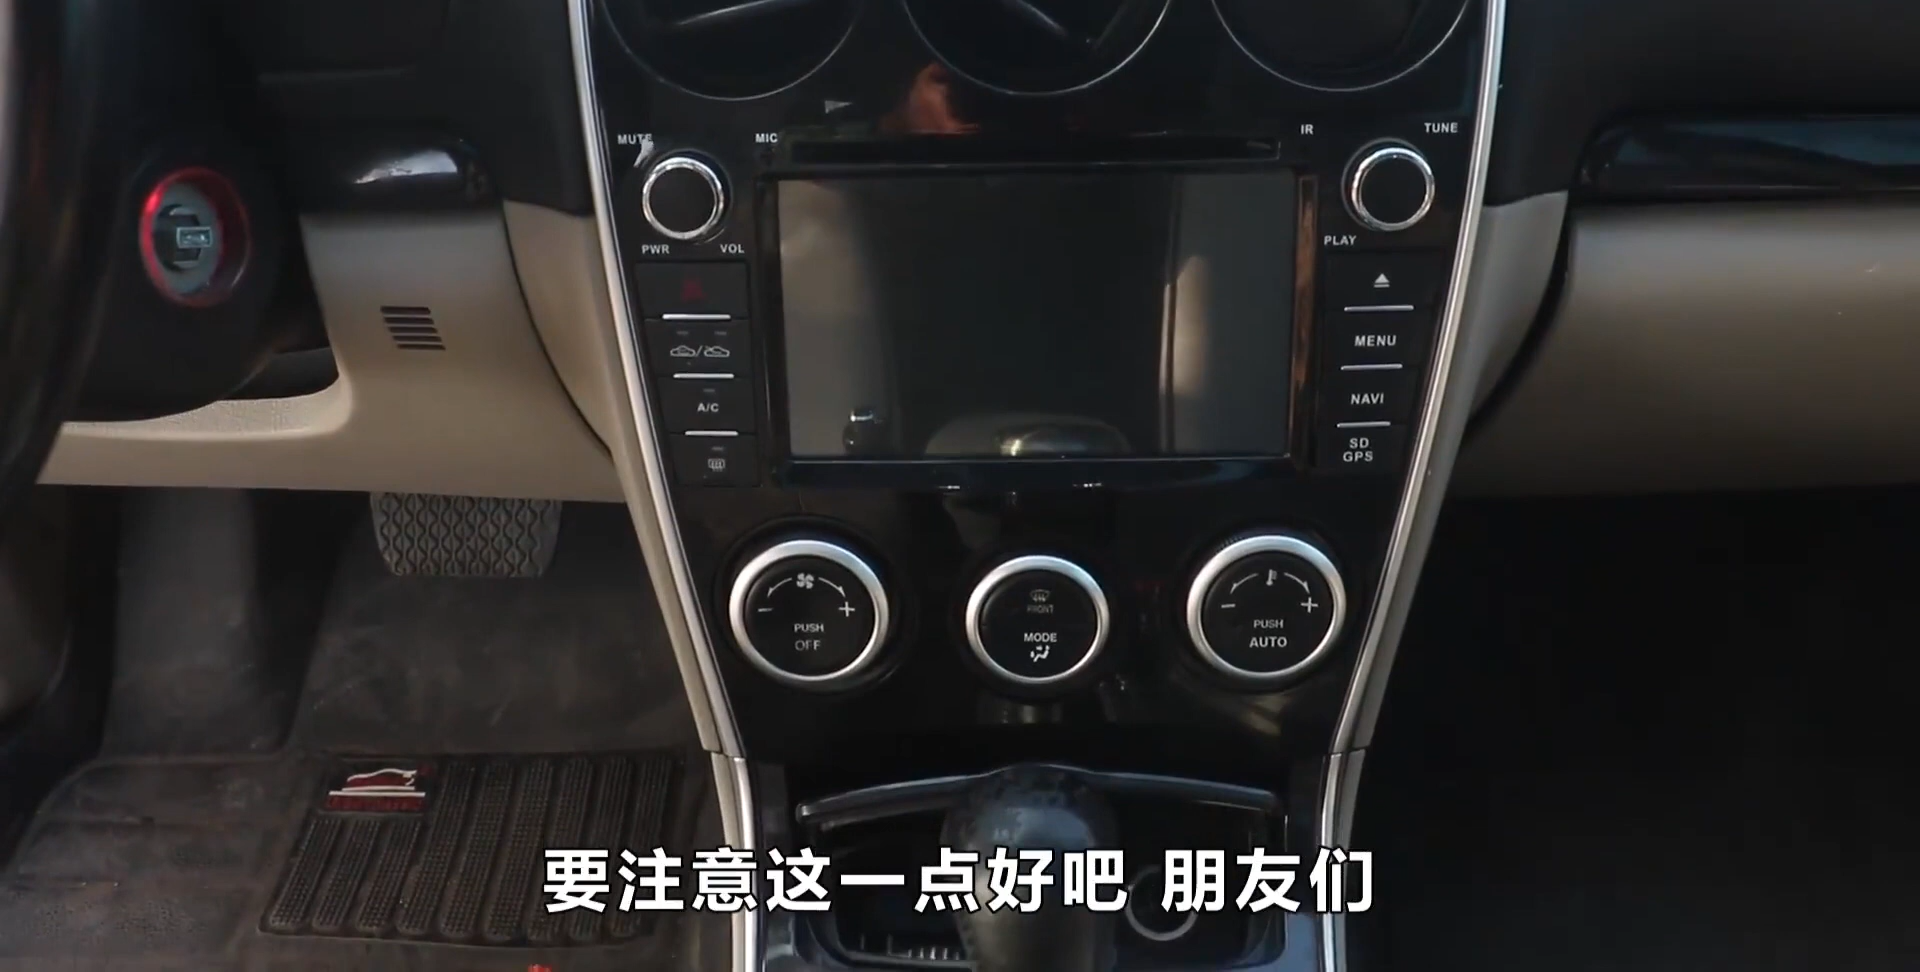 MUTE
MIC
IR
TUNE
PWR
VOL
PLAY
MENU
A/C
NAVI
SD
GPS
PUSH
OFF
FRONT
MODE
PUSH
AUTO
要注意这一点好吧 朋友们